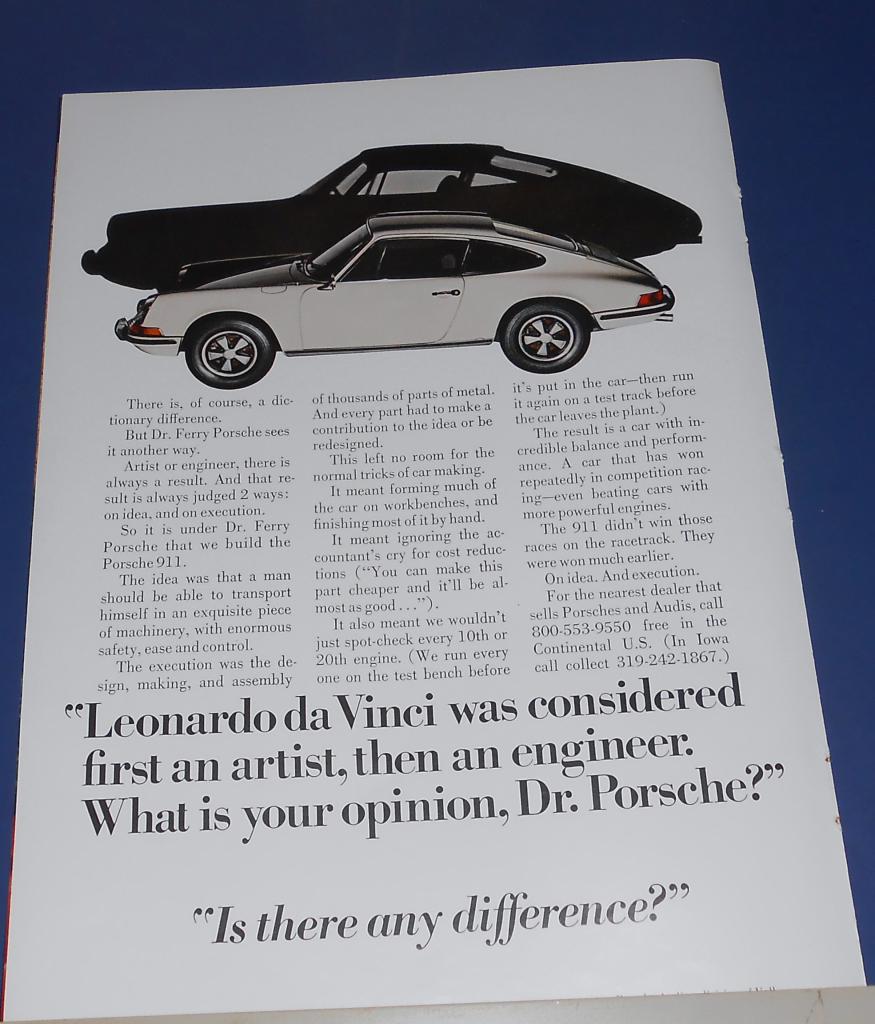 There is, of course, a dic-
tionary difference.
But Dr. Ferry Porsche sees
it another way.
Artist or engineer, there is
always a result. And that re-
sult is always judged 2 ways:
on idea, and on execution.
So it is under Dr. Ferry
Porsche that we build the
Porsche 911.
The idea was that a man
should be able to transport
himself in an exquisite piece
of machinery, with enormous
safety, ease and control.
The execution was the de-
sign, making, and assembly
of thousands of parts of metal.
And every part had to make a
contribution to the idea or be
redesigned.
This left no room for the
normal tricks of car making.
It meant forming much of
the car on workbenches, and
finishing most of it by hand.
It meant ignoring the ac-
countant's cry for cost reduc-
tions (“You can make this
part cheaper and it'll be al-
most as good...”).
It also meant we wouldn't
just spot-check every 10th or
20th engine. (We run every
one on the test bench before
it's put in the car—then run
it again on a test track before
the car leaves the plant.)
The result is a car with in-
credible balance and perform-
ance. A car that has won
repeatedly in competition rac-
ing—even beating cars with
more powerful engines.
The 911 didn't win those
races on the racetrack. They
were won much earlier.
On idea. And execution.
For the nearest dealer that
sells Porsches and Audis, call
800-553-9550 free in the
Continental U.S. (In Iowa
call collect 319-242-1867.)
“Leonardo da Vinci was considered
first an artist, then an engineer.
What is your opinion, Dr. Porsche?”
“Is there any difference?”